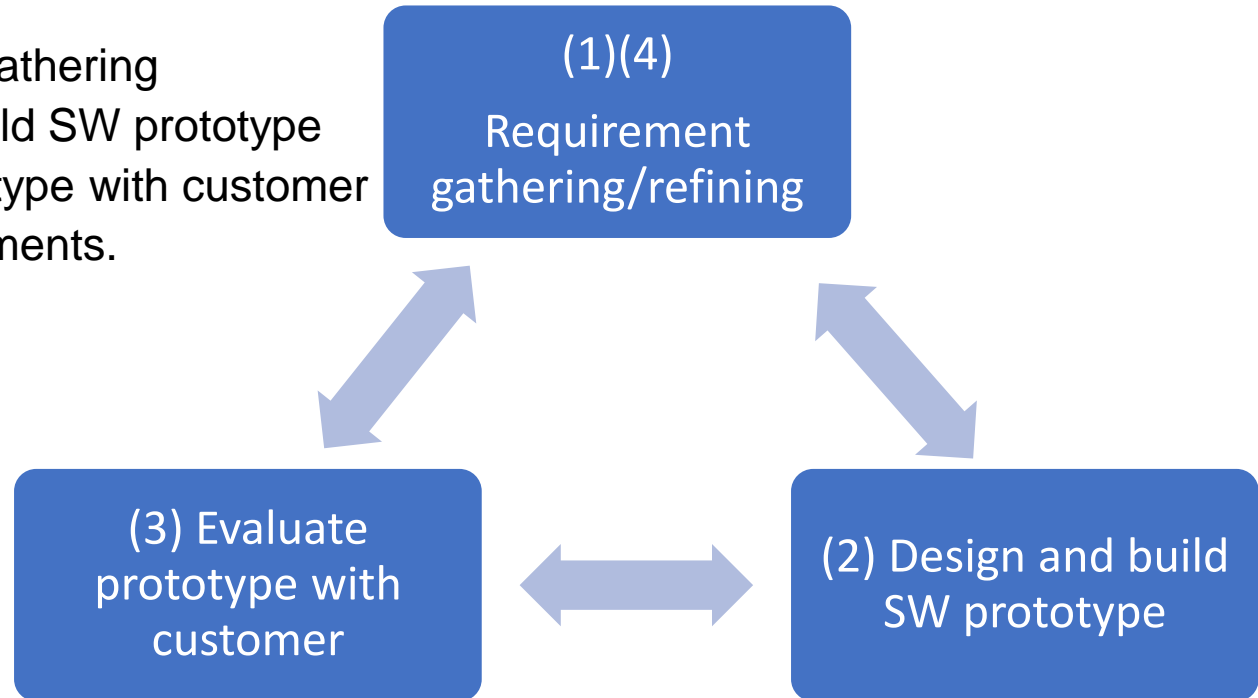 athering
ld SW prototype
type with customer
ments.
(1)(4)
Requirement
gathering/refining
(3) Evaluate
prototype with
customer
(2) Design and build
SW prototype